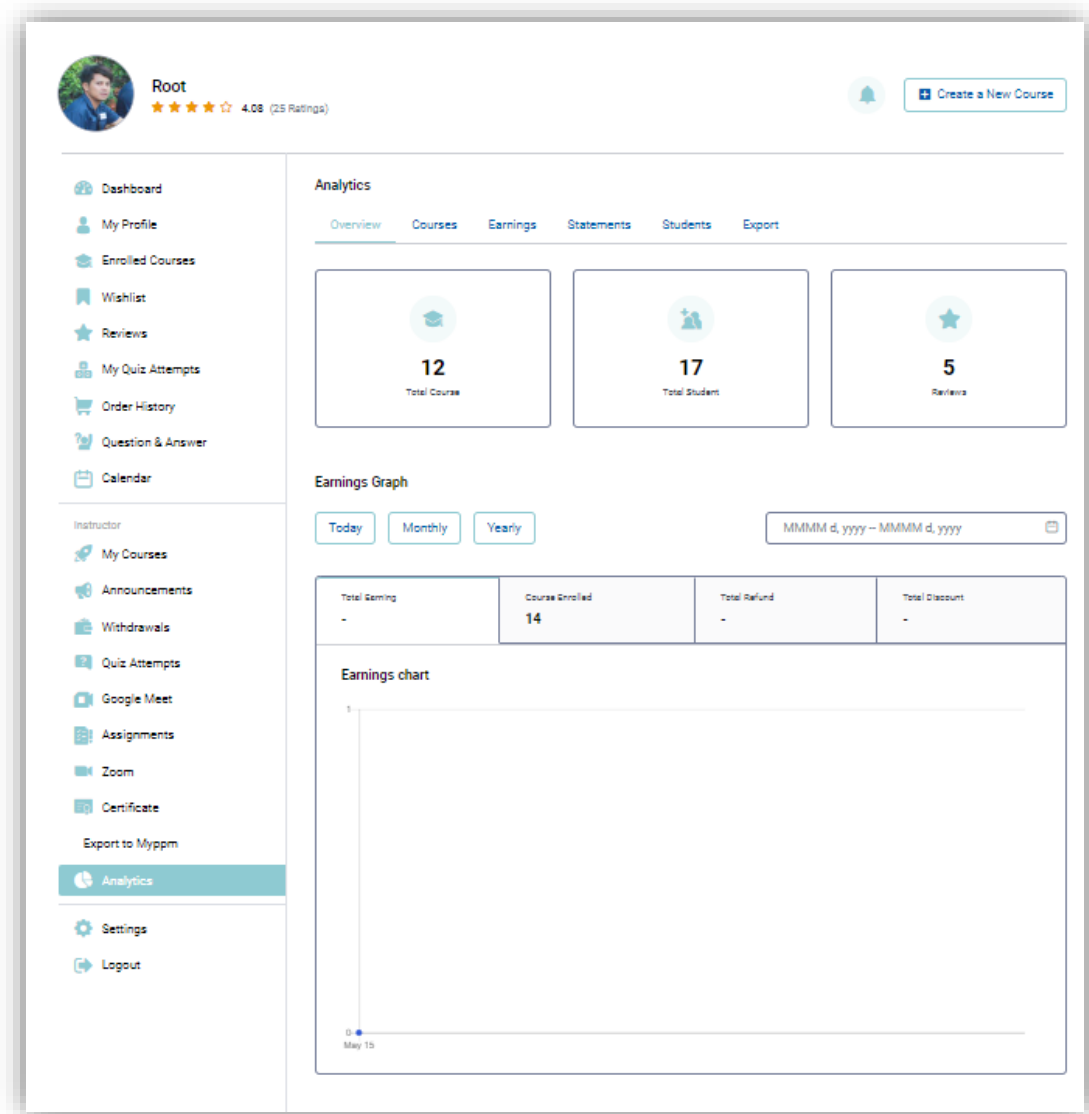 Root
4.08 (25 Ratings)
Create a New Course
Dashboard
My Profile
Enrolled Courses
Wishlist
Reviews
My Quiz Attempts
Order History
Question & Answer
Calendar
Instructor
My Courses
Announcements
Withdrawals
Quiz Attempts
Google Meet
Assignments
Zoom
Certificate
Export to Myppm
Analytics
Settings
Logout
Analytics
Overview Courses Earnings Statements Students Export
12 17 5
Total Course Total Student Reviews
Earnings Graph
Today Monthly Yearly MMMM d, yyyy – MMMM d, yyyy
Total Earning Course Enrolled Total Refund Total Discount
- 14 - -
Earnings chart
1
0
May 15